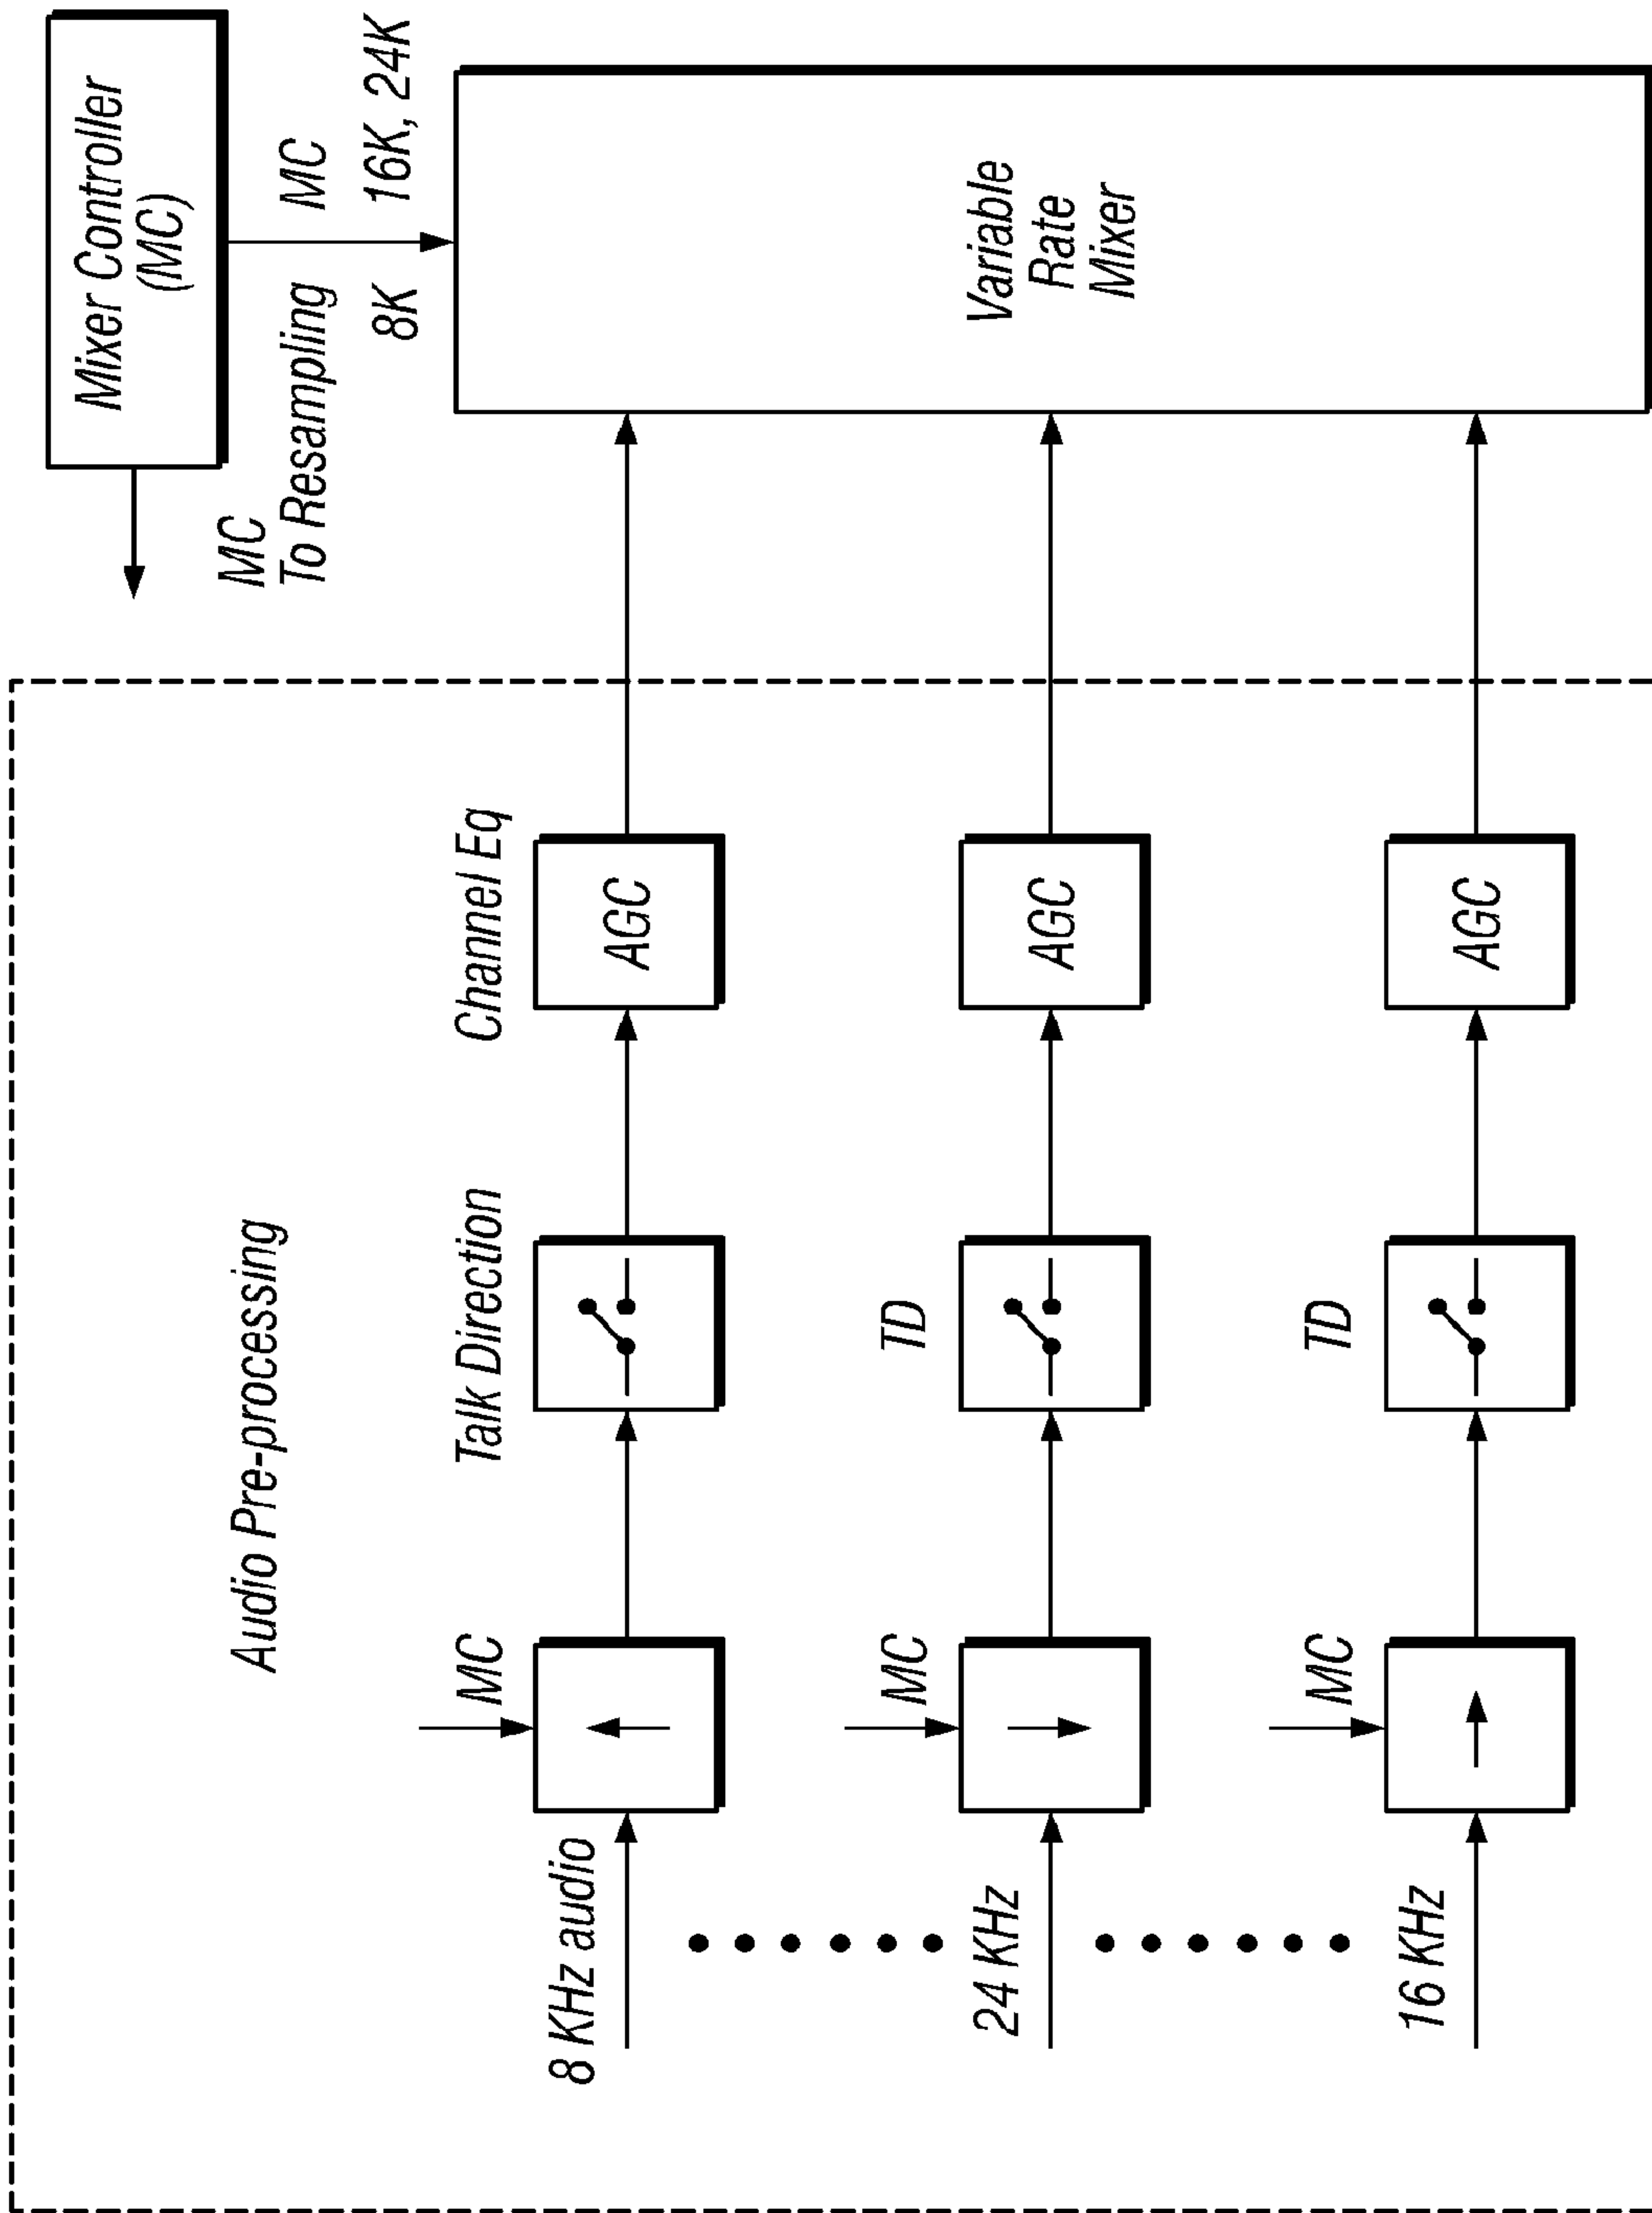 Mixer Controller
(MC)
MC
To Resampling
MC
8K
16K, 24K
Audio Pre-processing
8 KHz audio
MC
Talk Direction
Channel Eq
AGC
Variable
Rate
Mixer
24 KHz
MC
TD
AGC
16 KHz
MC
TD
AGC